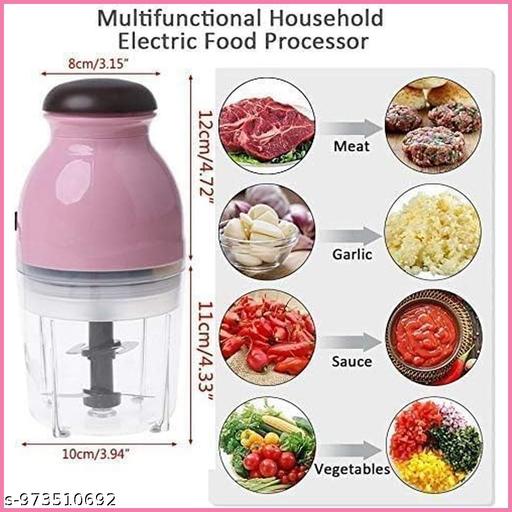 Multifunctional Household
Electric Food Processor
8cm/3.15"
12cm/4.72"
11cm/4.33"
10cm/3.94"
Meat
Garlic
Sauce
Vegetables
s-973510692